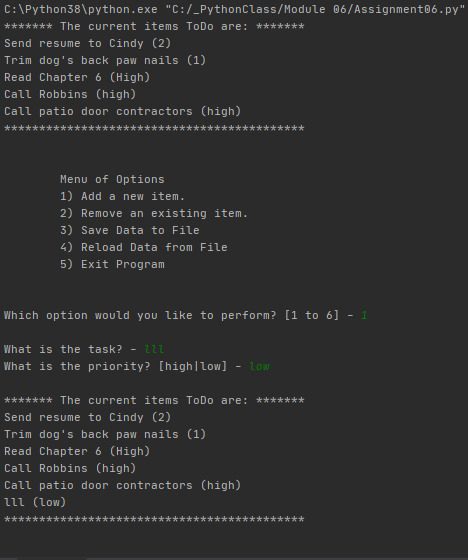 C:\Python38\python.exe "C:/_PythonClass/Module 06/Assignment06.py"
******* The current items ToDo are: *******
Send resume to Cindy (2)
Trim dog's back paw nails (1)
Read Chapter 6 (High)
Call Robbins (high)
Call patio door contractors (high)
*******************************************
Menu of Options
1) Add a new item.
2) Remove an existing item.
3) Save Data to File
4) Reload Data from File
5) Exit Program
Which option would you like to perform? [1 to 6] - 1
What is the task? - lll
What is the priority? [high|low] - low
******* The current items ToDo are: *******
Send resume to Cindy (2)
Trim dog's back paw nails (1)
Read Chapter 6 (High)
Call Robbins (high)
Call patio door contractors (high)
lll (low)
*******************************************